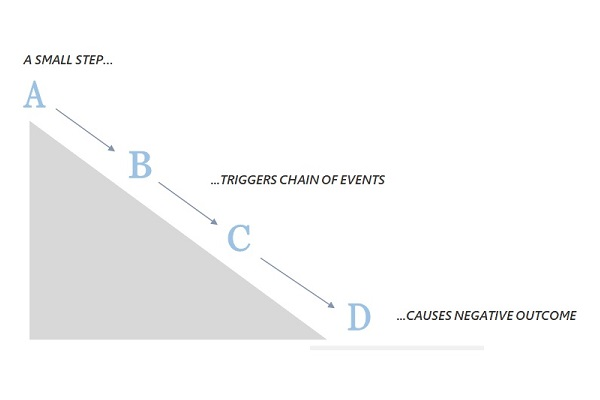 A SMALL STEP...
A
B
...TRIGGERS CHAIN OF EVENTS
C
D
...CAUSES NEGATIVE OUTCOME